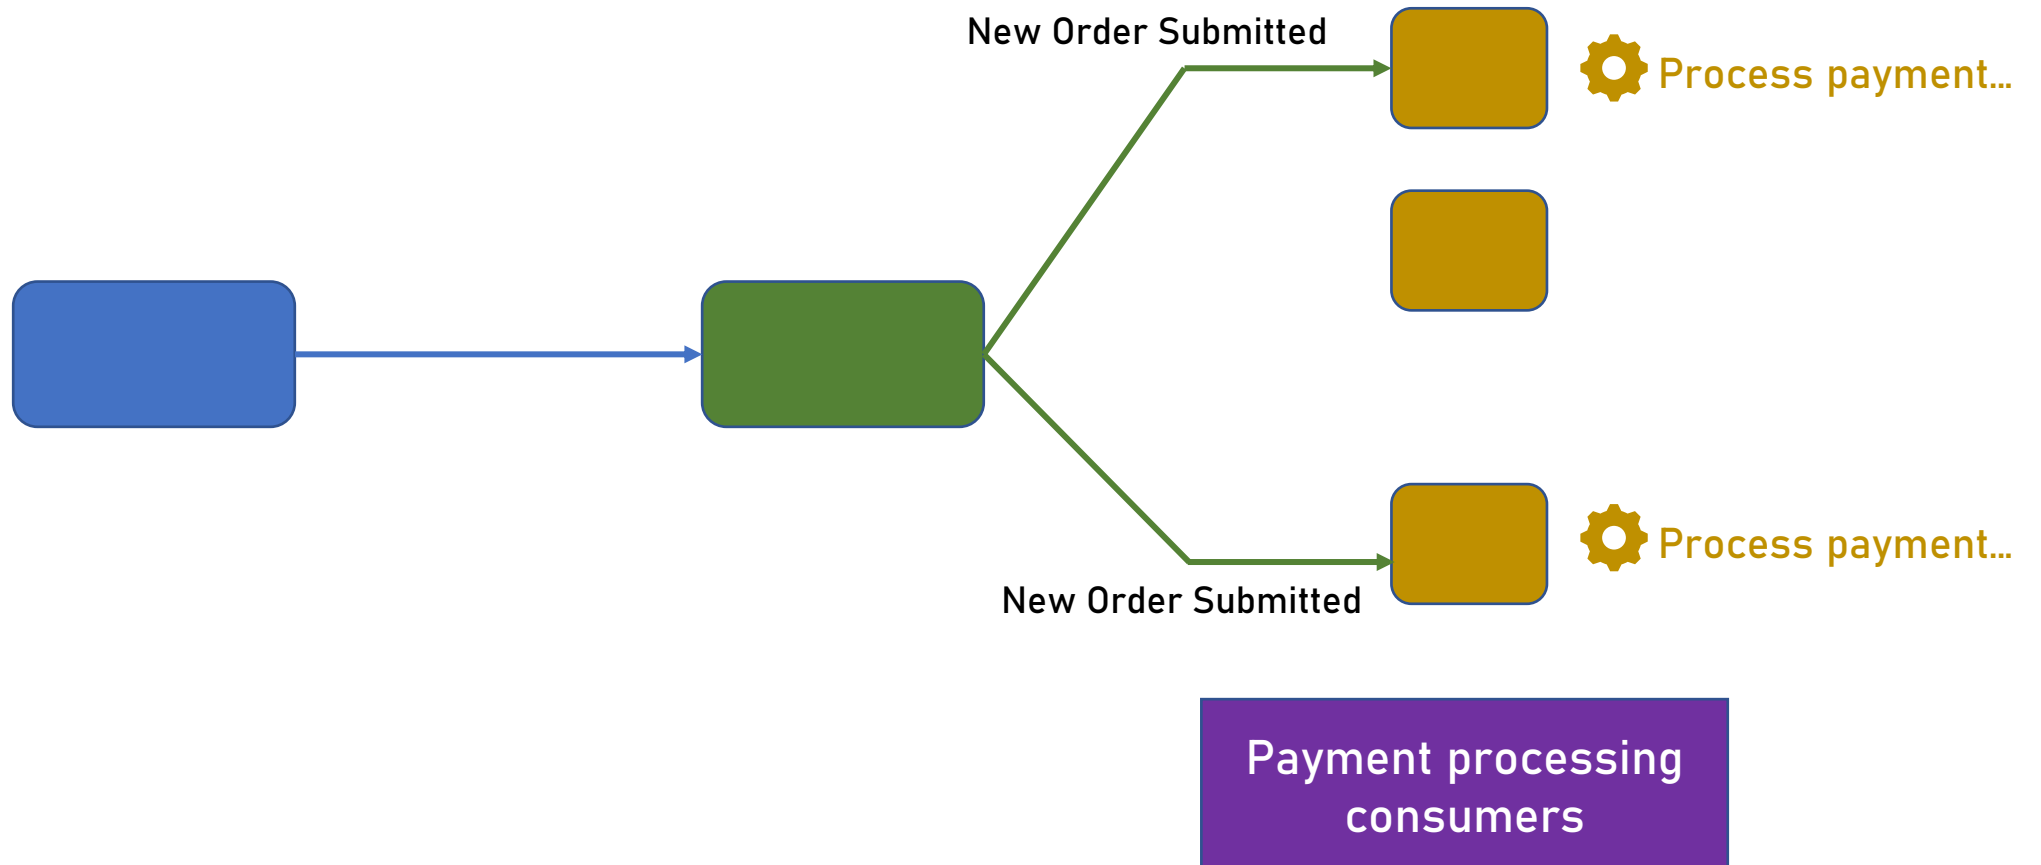 New Order Submitted
Process payment...
Process payment...
New Order Submitted
Payment processing
consumers